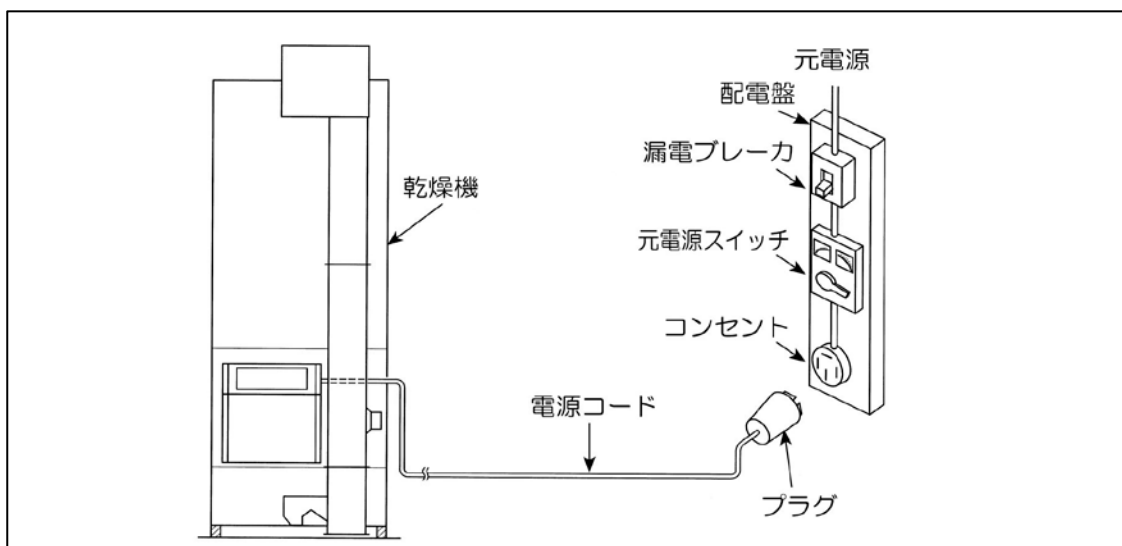 元電源
配電盤
漏電ブレーカ
乾燥機
元電源スイッチ
コンセント
電源コード
プラグ